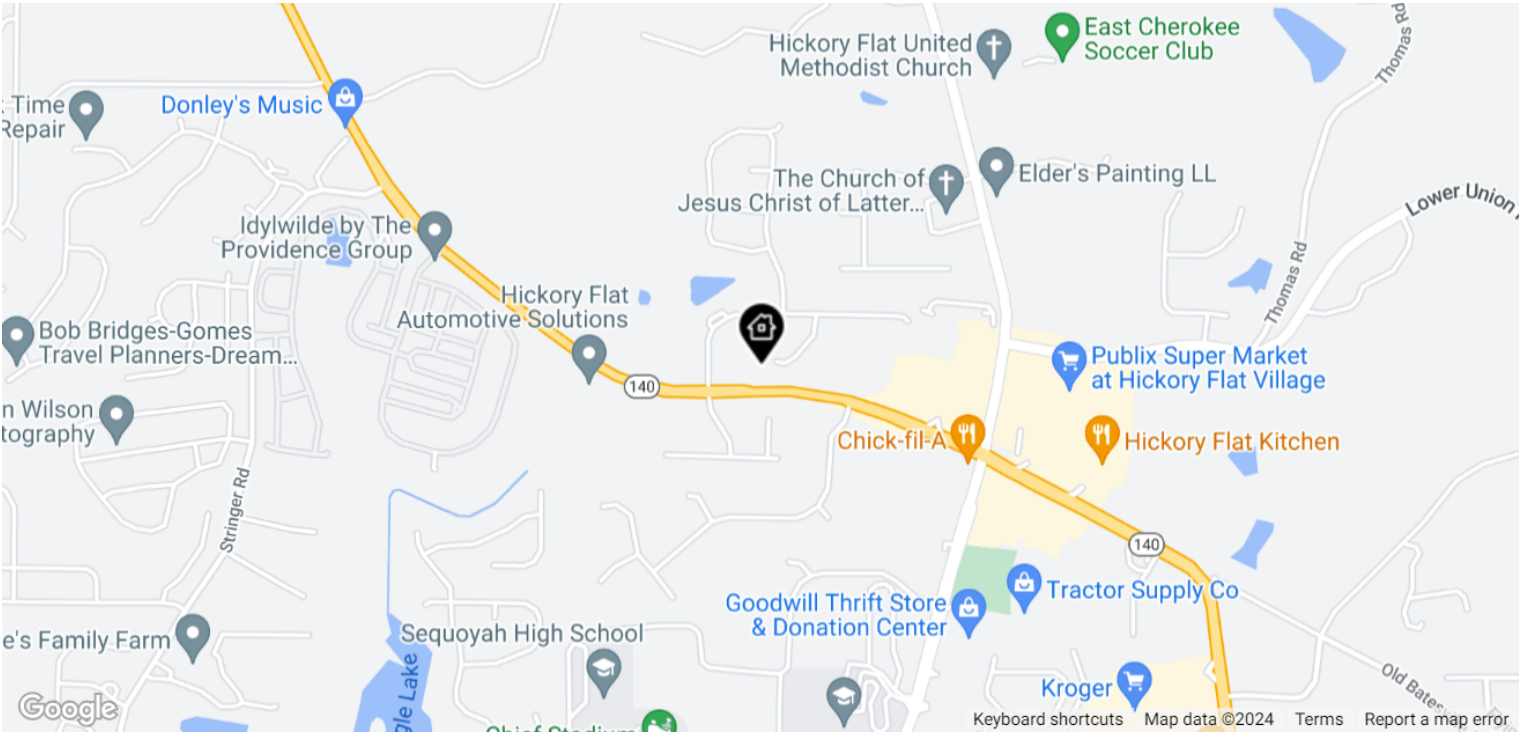 Hickory Flat United
Methodist Church
East Cherokee
Soccer Club
Thomas Rd
Time
Repair
Donley's Music
The Church of
Jesus Christ of Latter...
Elder's Painting LL
Lower Union
Idylwilde by The
Providence Group
Thomas Rd
Hickory Flat
Automotive Solutions
Bob Bridges-Gomes
Travel Planners-Dream...
Publix Super Market
at Hickory Flat Village
140
n Wilson
tography
Chick-fil-A
Hickory Flat Kitchen
Stringer Rd
140
Tractor Supply Co
Goodwill Thrift Store
& Donation Center
e's Family Farm
Sequoyah High School
gle Lake
Kroger
Old Batesv
Google
Chief Stadium
Keyboard shortcuts
Map data ©2024
Terms
Report a map error